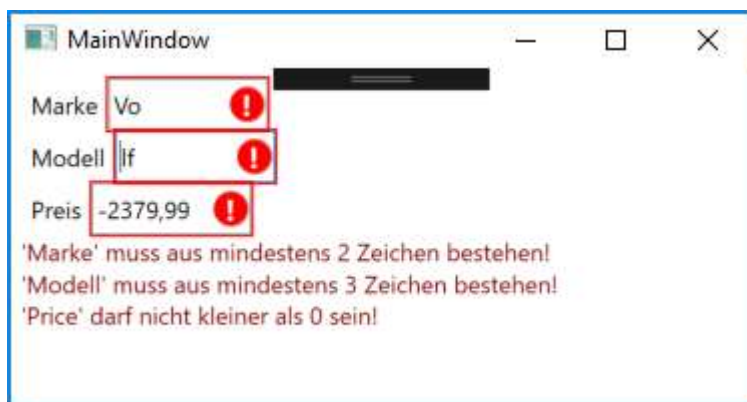 MainWindow
Marke Vo
Modell lf
Preis -2379,99
'Marke' muss aus mindestens 2 Zeichen bestehen!
'Modell' muss aus mindestens 3 Zeichen bestehen!
'Price' darf nicht kleiner als 0 sein!